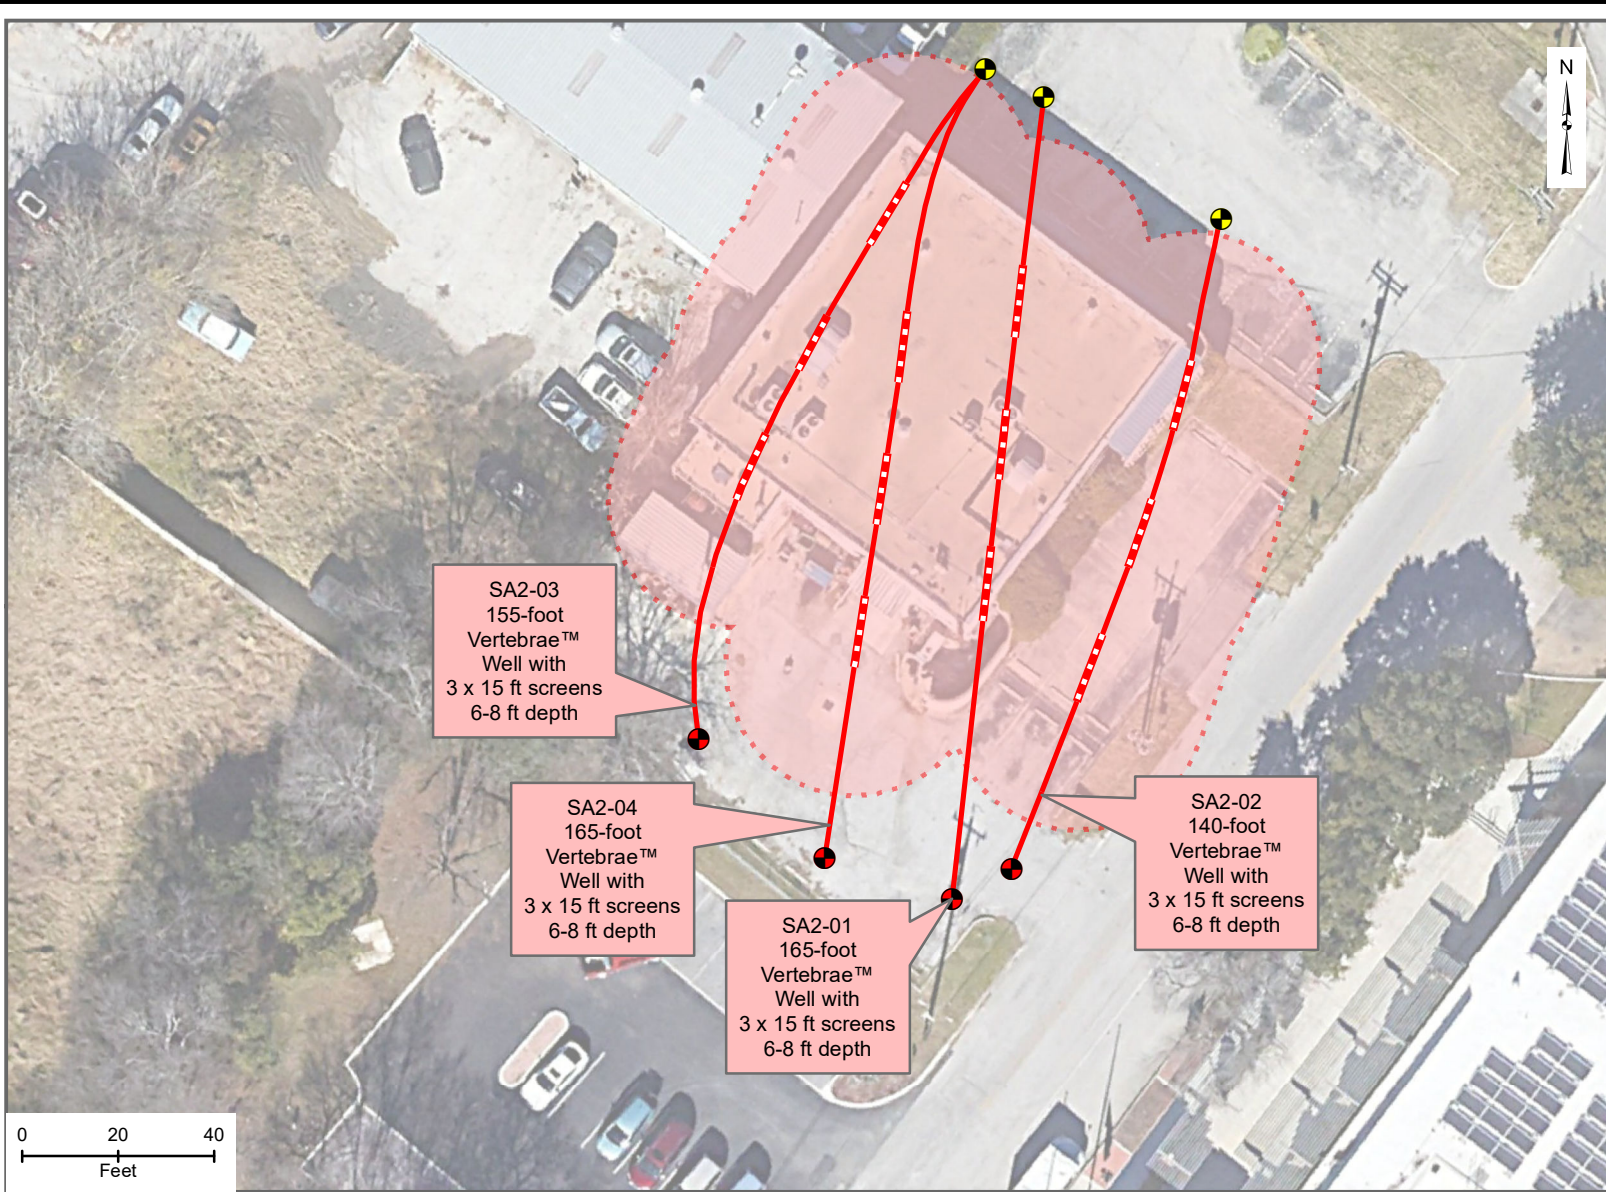 N
SA2-03
155-foot
Vertebrae™
Well with
3 x 15 ft screens
6-8 ft depth
SA2-04
165-foot
Vertebrae™
Well with
3 x 15 ft screens
6-8 ft depth
SA2-01
165-foot
Vertebrae™
Well with
3 x 15 ft screens
6-8 ft depth
SA2-02
140-foot
Vertebrae™
Well with
3 x 15 ft screens
6-8 ft depth
0 20 40
Feet